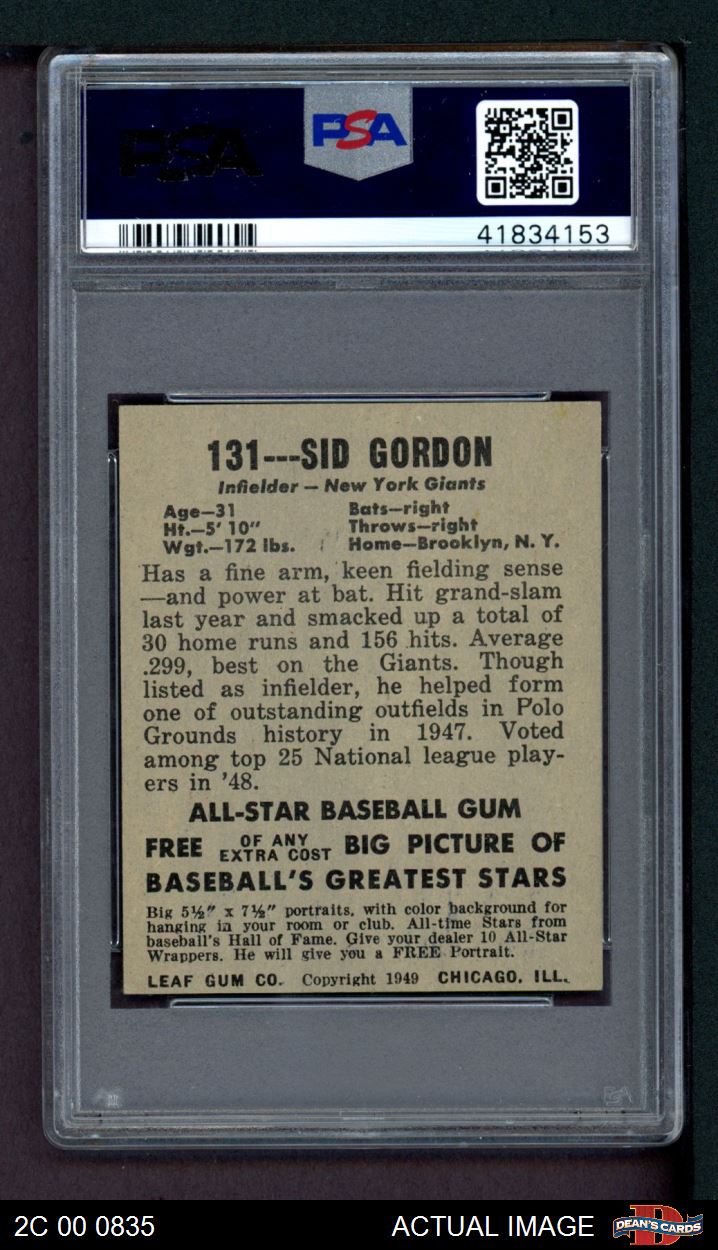 PSA
PSA
41834153
131---SID GORDON
Infielder — New York Giants
Age—31 Bats—right
Ht.—5' 10" Throws—right
Wgt.—172 lbs. Home—Brooklyn, N. Y.
Has a fine arm, keen fielding sense
—and power at bat. Hit grand-slam
last year and smacked up a total of
30 home runs and 156 hits. Average
.299, best on the Giants. Though
listed as infielder, he helped form
one of outstanding outfields in Polo
Grounds history in 1947. Voted
among top 25 National league play-
ers in '48.
ALL-STAR BASEBALL GUM
FREE OF ANY EXTRA COST BIG PICTURE OF
BASEBALL'S GREATEST STARS
Big 5½" x 7½" portraits, with color background for
hanging in your room or club. All-time Stars from
baseball's Hall of Fame. Give your dealer 10 All-Star
Wrappers. He will give you a FREE Portrait.
LEAF GUM CO. Copyright 1949 CHICAGO, ILL.
PSA
2C 00 0835 ACTUAL IMAGE DEAN'S CARDS